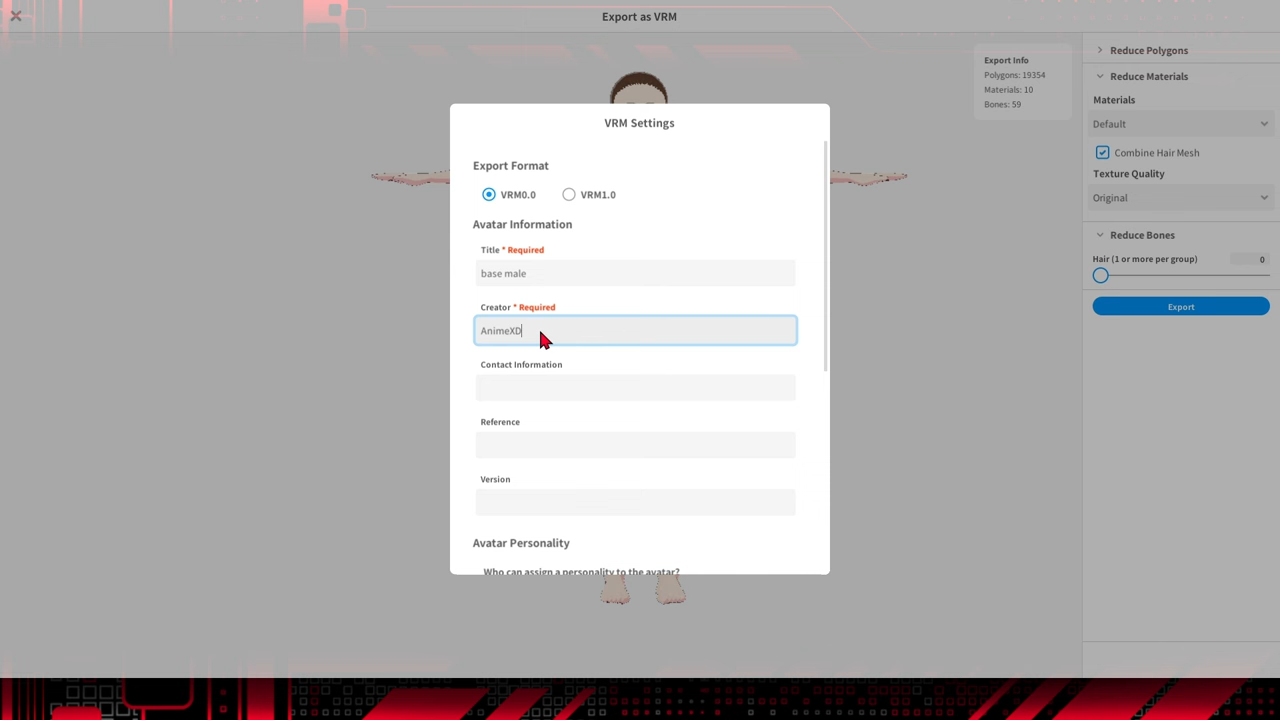 Export as VRM
Export Info
Polygons: 19354
Materials: 10
Bones: 59
Reduce Polygons
Reduce Materials
Materials
Default
Combine Hair Mesh
Texture Quality
Original
Reduce Bones
Hair (1 or more per group) 0
Export
VRM Settings
Export Format
VRM0.0 VRM1.0
Avatar Information
Title * Required
base male
Creator * Required
AnimeXD
Contact Information
Reference
Version
Avatar Personality
Who can assign a personality to the avatar?